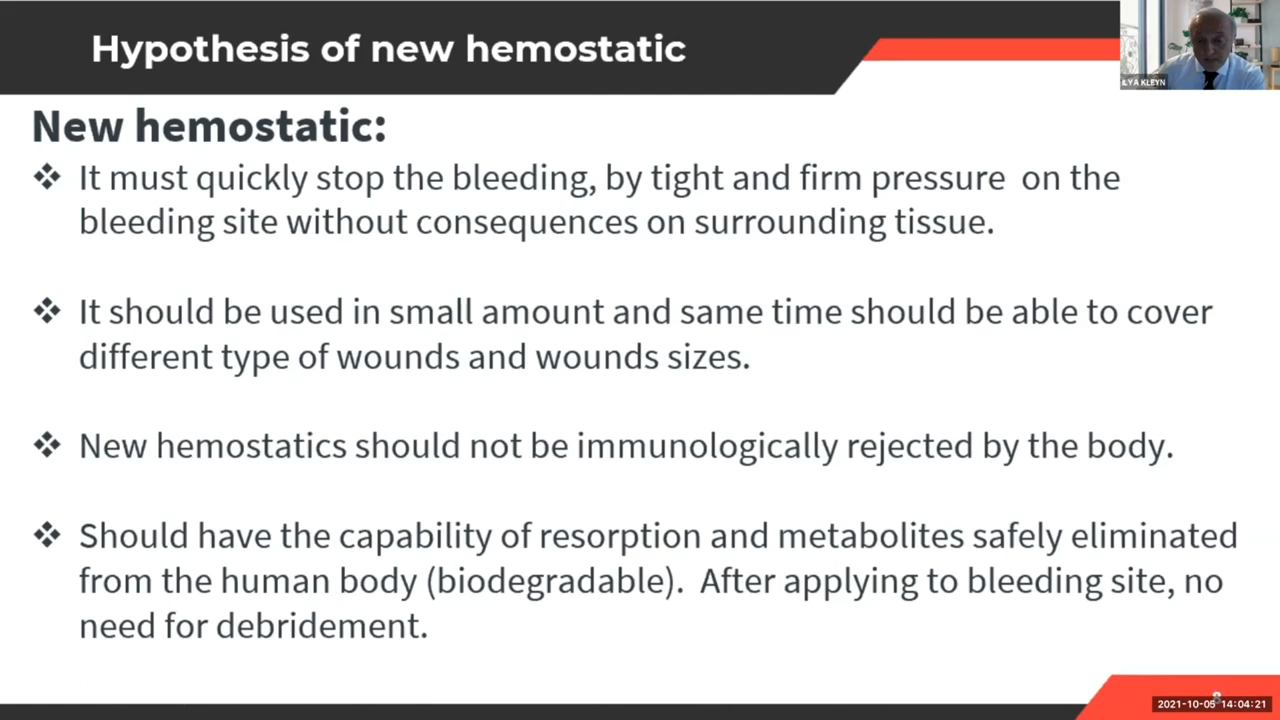 Hypothesis of new hemostatic
ILYA KLEYN
New hemostatic:
❖ It must quickly stop the bleeding, by tight and firm pressure on the
bleeding site without consequences on surrounding tissue.
❖ It should be used in small amount and same time should be able to cover
different type of wounds and wounds sizes.
❖ New hemostatics should not be immunologically rejected by the body.
❖ Should have the capability of resorption and metabolites safely eliminated
from the human body (biodegradable). After applying to bleeding site, no
need for debridement.
8
2021-10-05 14:04:21